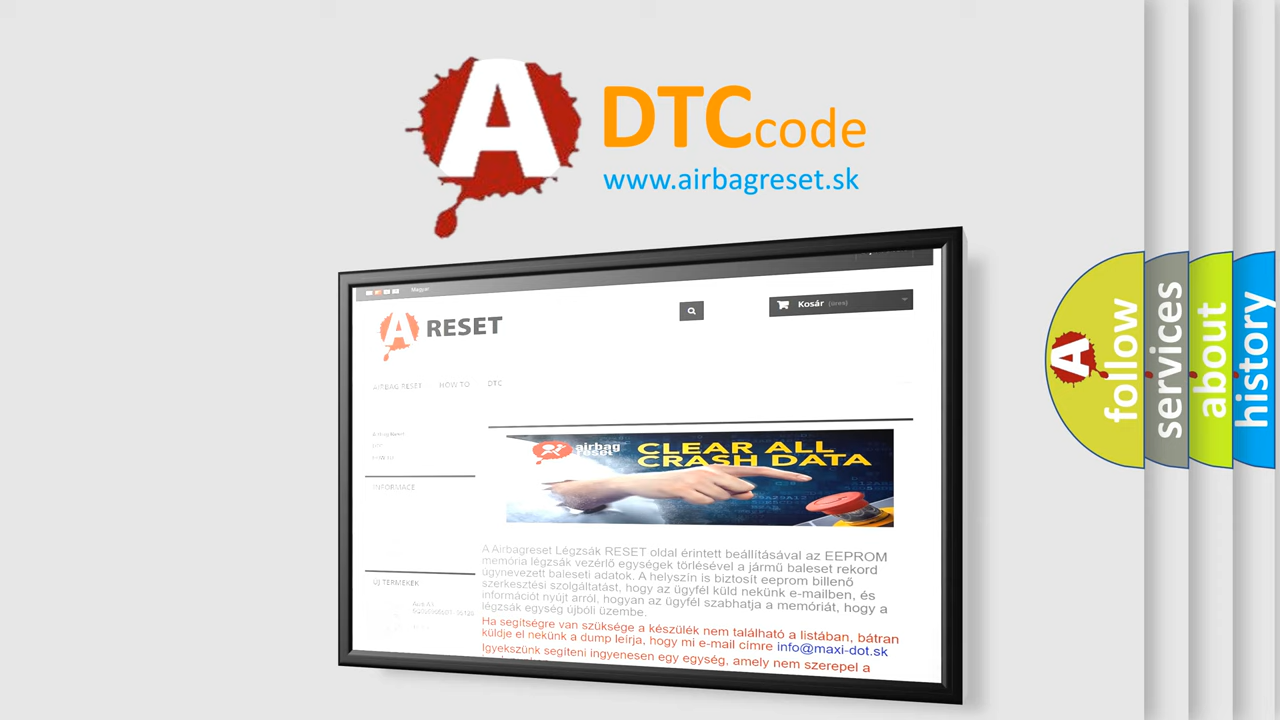 A
DTCcode
www.airbagreset.sk
Magyar
A RESET
Kosár (üres)
AIRBAG RESET HOW TO DTC
airbag
reset
CLEAR ALL
CRASH DATA
INFORMACE
A Airbagreset Légzsák RESET oldal érintett beállításával az EEPROM
memória légzsák vezérlő egységek törlésével a jármű baleset rekord
úgynevezett baleseti adatok. A helyszín is biztosít eeprom billenő
szerkesztési szolgáltatást, hogy az ügyfél küld nekünk e-mailben, és
információt nyújt arról, hogyan az ügyfél szabhatja a memóriát, hogy a
légzsák egység újbóli üzembe.
Ha segítségre van szüksége a készülék nem található a listában, bátran
küldje el nekünk a dump leírja, hogy mi e-mail címre info@maxi-dot.sk
Igyekszünk segíteni ingyenesen egy egység, amely nem szerepel a
ÚJ TERMÉKEK
A follow
services
about
history